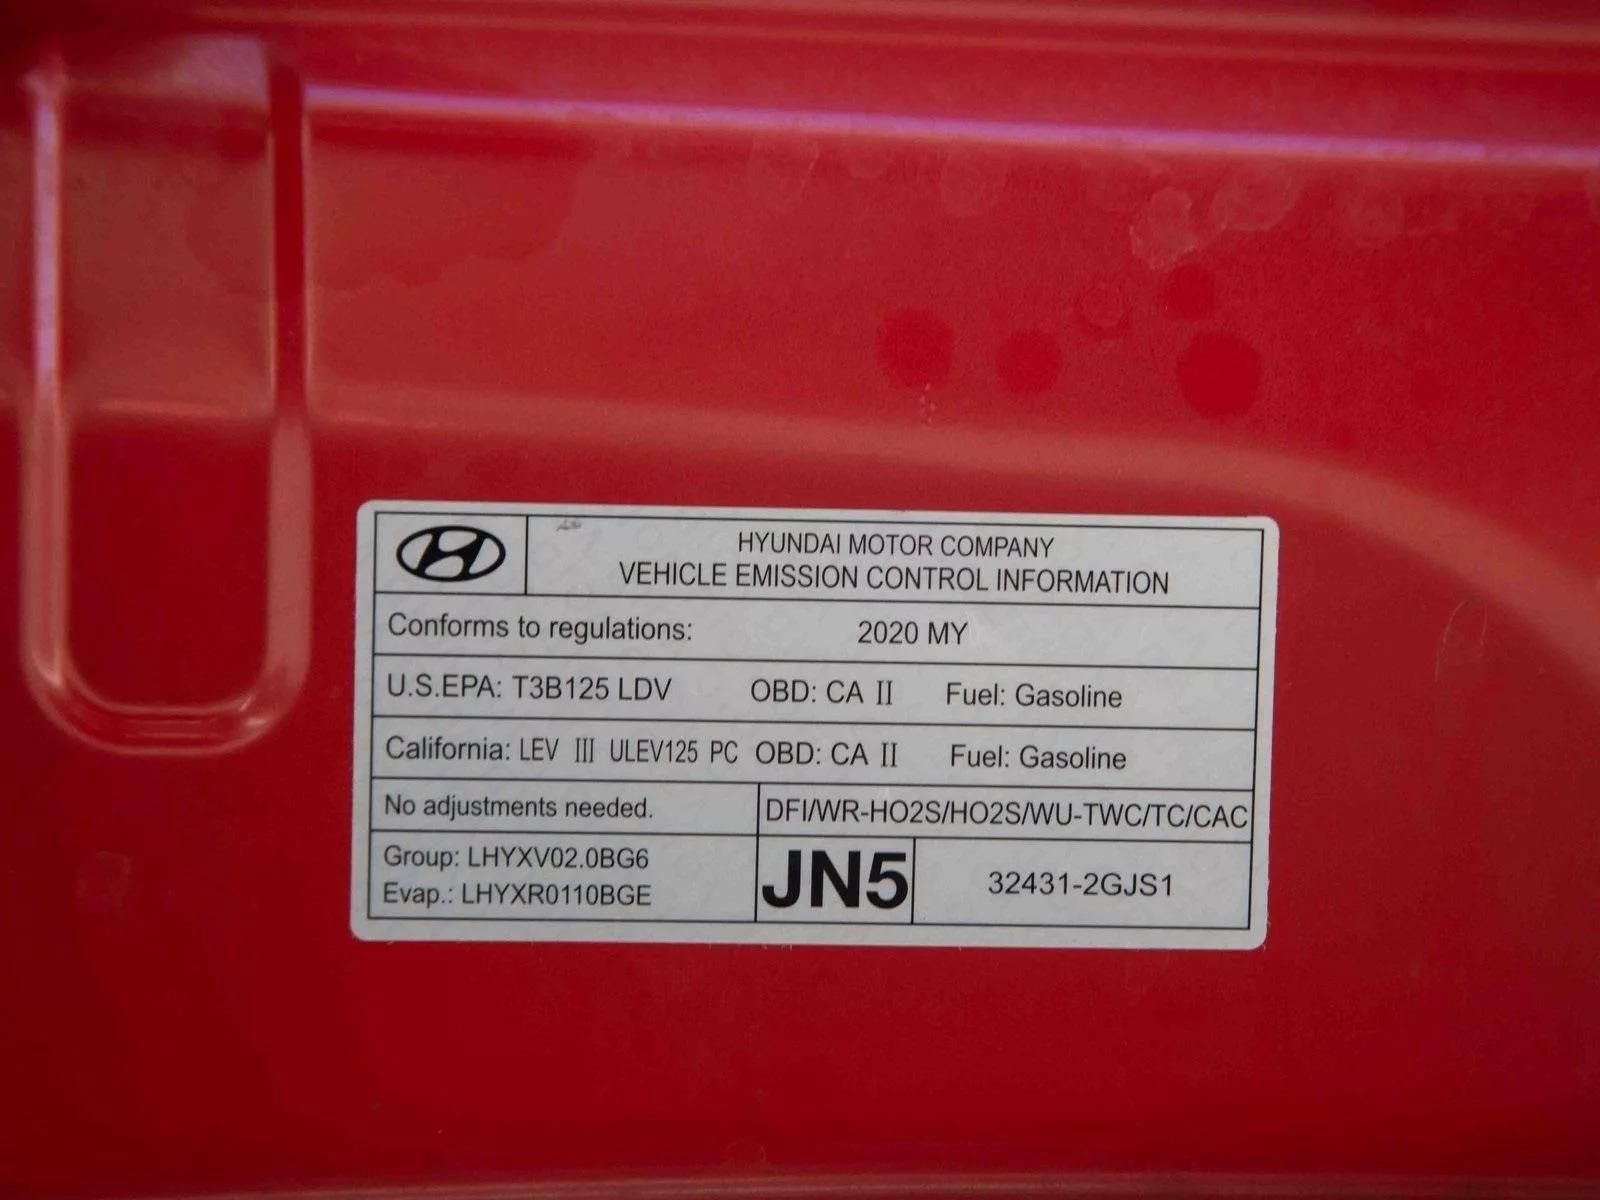 HYUNDAI MOTOR COMPANY
VEHICLE EMISSION CONTROL INFORMATION
Conforms to regulations: 2020 MY
U.S.EPA: T3B125 LDV OBD: CA II Fuel: Gasoline
California: LEV III ULEV125 PC OBD: CA II Fuel: Gasoline
No adjustments needed. DFI/WR-HO2S/HO2S/WU-TWC/TC/CAC
Group: LHYXV02.0BG6
Evap.: LHYXR0110BGE
JN5 32431-2GJS1